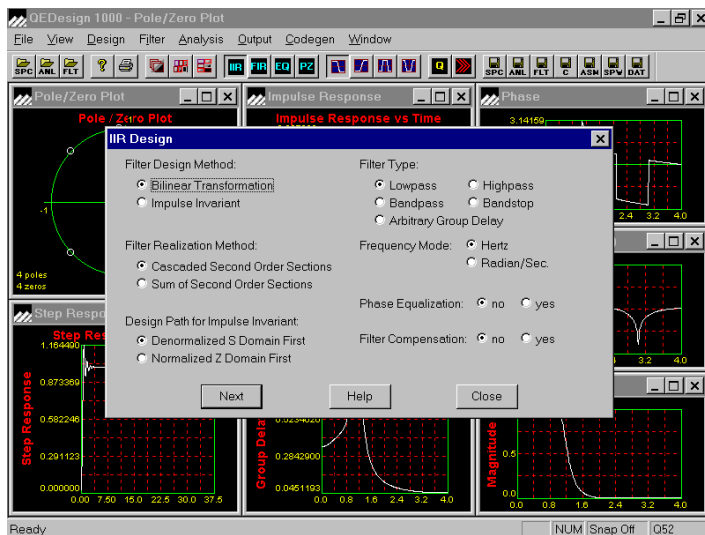 QEDesign 1000 - Pole/Zero Plot
File View Design Filter Analysis Output Codegen Window
SPC ANL FLT IIR FIR EQ PZ Q SPC ANL FLT C ASM SPW DAT
Pole/Zero Plot
Pole / Zero Plot
-1
4 poles
4 zeros
Impulse Response
Impulse Response vs Time
Phase
3.14159
2.4 3.2 4.0
IIR Design
Filter Design Method:
Bilinear Transformation
Impulse Invariant
Filter Realization Method:
Cascaded Second Order Sections
Sum of Second Order Sections
Design Path for Impulse Invariant:
Denormalized S Domain First
Normalized Z Domain First
Filter Type:
Lowpass Highpass
Bandpass Bandstop
Arbitrary Group Delay
Frequency Mode: Hertz
Radian/Sec.
Phase Equalization: no yes
Filter Compensation: no yes
Next Help Close
3.2 4.0
Step Respo
Step Res
1.164490
0.873369
0.582246
0.291123
0.000000
Step Response
0.00 7.50 15.0 22.5 30.0 37.5
0.2842900
0.0451193
Group Dela
0.0 0.8 1.6 2.4 3.2 4.0
Magnitude
0.5
0.0
0.0 0.8 1.6 2.4 3.2 4.0
Ready NUM Snap Off Q52